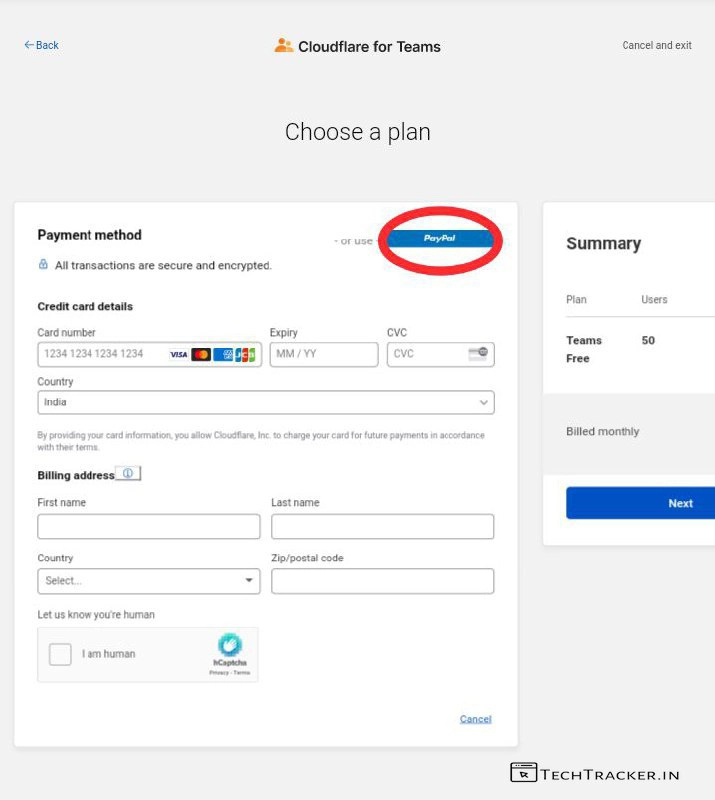 Back
Cloudflare for Teams
Cancel and exit
Choose a plan
Payment method
- or use -
PayPal
All transactions are secure and encrypted.
Credit card details
Card number
Expiry
CVC
1234 1234 1234 1234
VISA
JCB
MM / YY
CVC
Country
India
By providing your card information, you allow Cloudflare, Inc. to charge your card for future payments in accordance
with their terms.
Billing address
First name
Last name
Country
Zip/postal code
Select...
Let us know you're human
I am human
hCaptcha
Privacy - Terms
Cancel
Summary
Plan
Users
Teams
Free
50
Billed monthly
Next
TECHTRACKER.IN